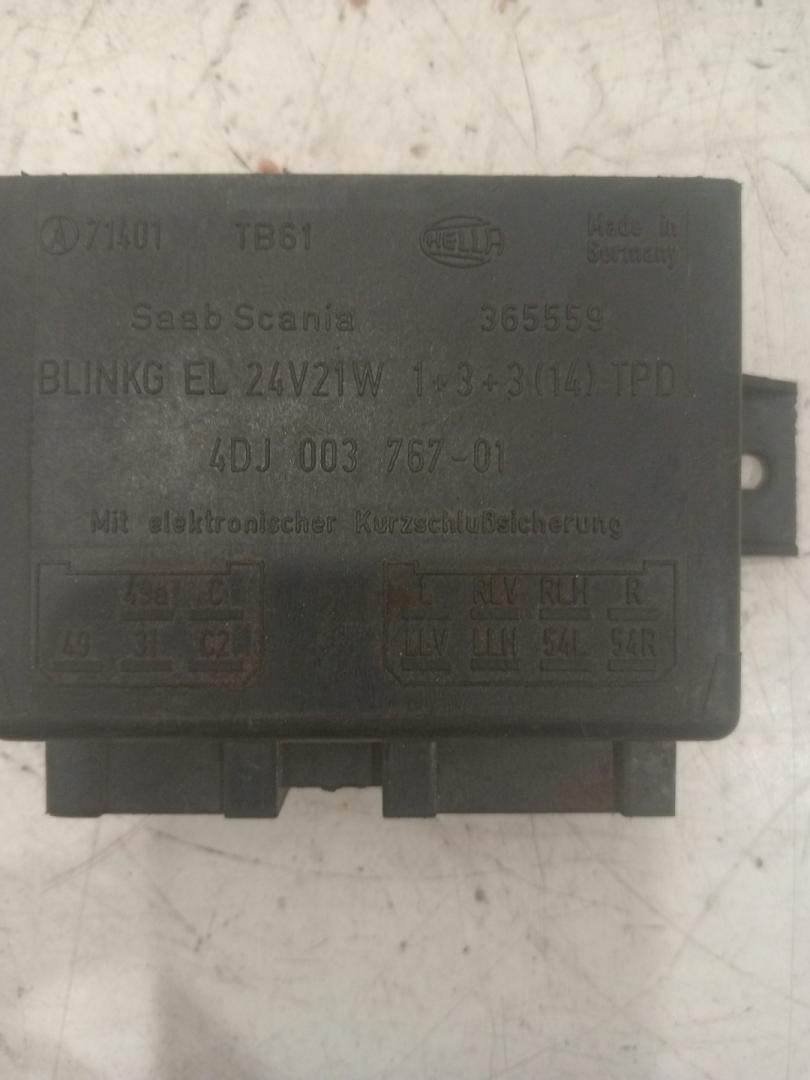 A 71401 TB61 HELLA Made in
Germany
Saab Scania 365559
BLINKG EL 24V21W 1+3+3(14) TPD
4DJ 003 767-01
Mit elektronischer Kurzschlußsicherung
49a C L RLV RLH R
49 31 C2 LLV LLH 54L 54R